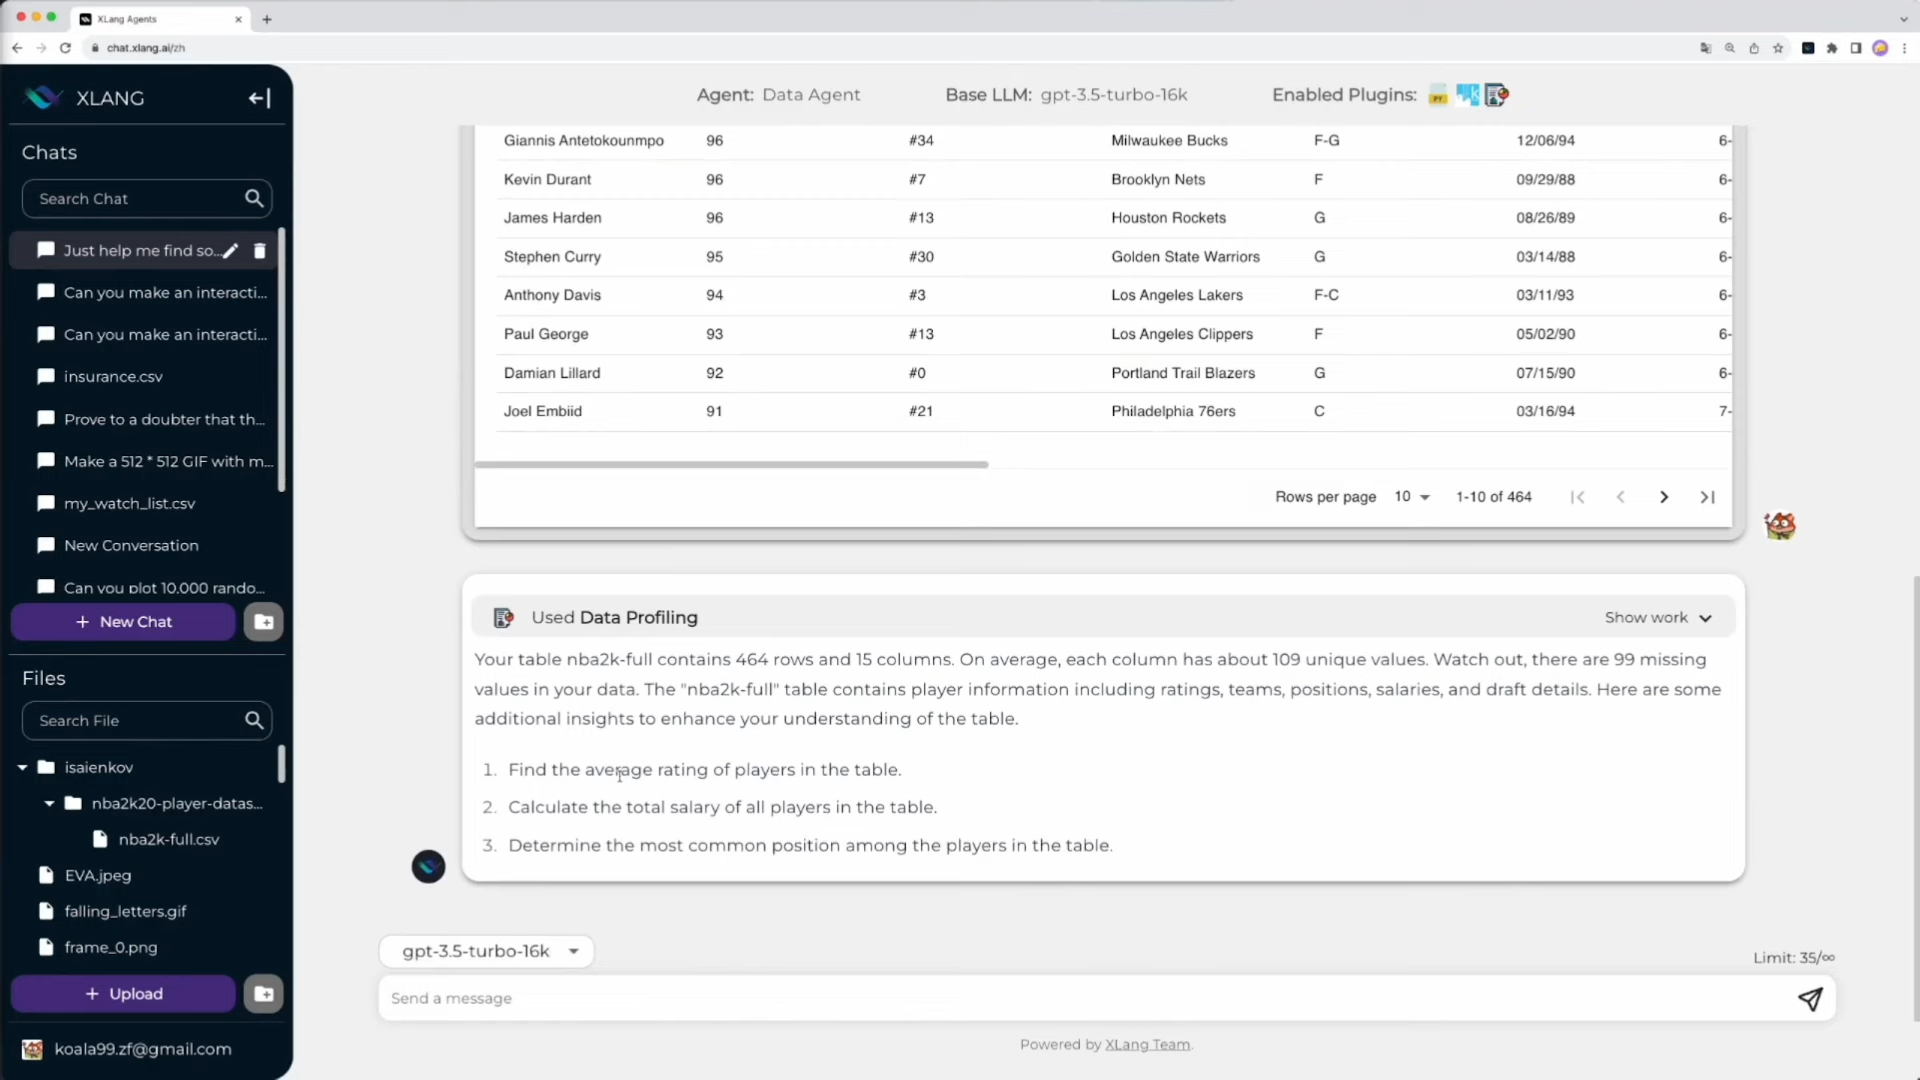 XLang Agents
chat.xlang.ai/zh
XLANG
Agent: Data Agent
Base LLM: gpt-3.5-turbo-16k
Enabled Plugins:
Chats
Search Chat
Just help me find so...
Can you make an interacti...
Can you make an interacti...
insurance.csv
Prove to a doubter that th...
Make a 512 * 512 GIF with m...
my_watch_list.csv
New Conversation
Can you plot 10,000 rando...
+ New Chat
Files
Search File
isaienkov
nba2k20-player-datas...
nba2k-full.csv
EVA.jpeg
falling_letters.gif
frame_0.png
+ Upload
koala99.zf@gmail.com
Giannis Antetokounmpo 96 #34 Milwaukee Bucks F-G 12/06/94 6-
Kevin Durant 96 #7 Brooklyn Nets F 09/29/88 6-
James Harden 96 #13 Houston Rockets G 08/26/89 6-
Stephen Curry 95 #30 Golden State Warriors G 03/14/88 6-
Anthony Davis 94 #3 Los Angeles Lakers F-C 03/11/93 6-
Paul George 93 #13 Los Angeles Clippers F 05/02/90 6-
Damian Lillard 92 #0 Portland Trail Blazers G 07/15/90 6-
Joel Embiid 91 #21 Philadelphia 76ers C 03/16/94 7-
Rows per page 10 1-10 of 464
Used Data Profiling
Show work
Your table nba2k-full contains 464 rows and 15 columns. On average, each column has about 109 unique values. Watch out, there are 99 missing
values in your data. The "nba2k-full" table contains player information including ratings, teams, positions, salaries, and draft details. Here are some
additional insights to enhance your understanding of the table.
1. Find the average rating of players in the table.
2. Calculate the total salary of all players in the table.
3. Determine the most common position among the players in the table.
gpt-3.5-turbo-16k
Limit: 35/∞
Send a message
Powered by XLang Team.